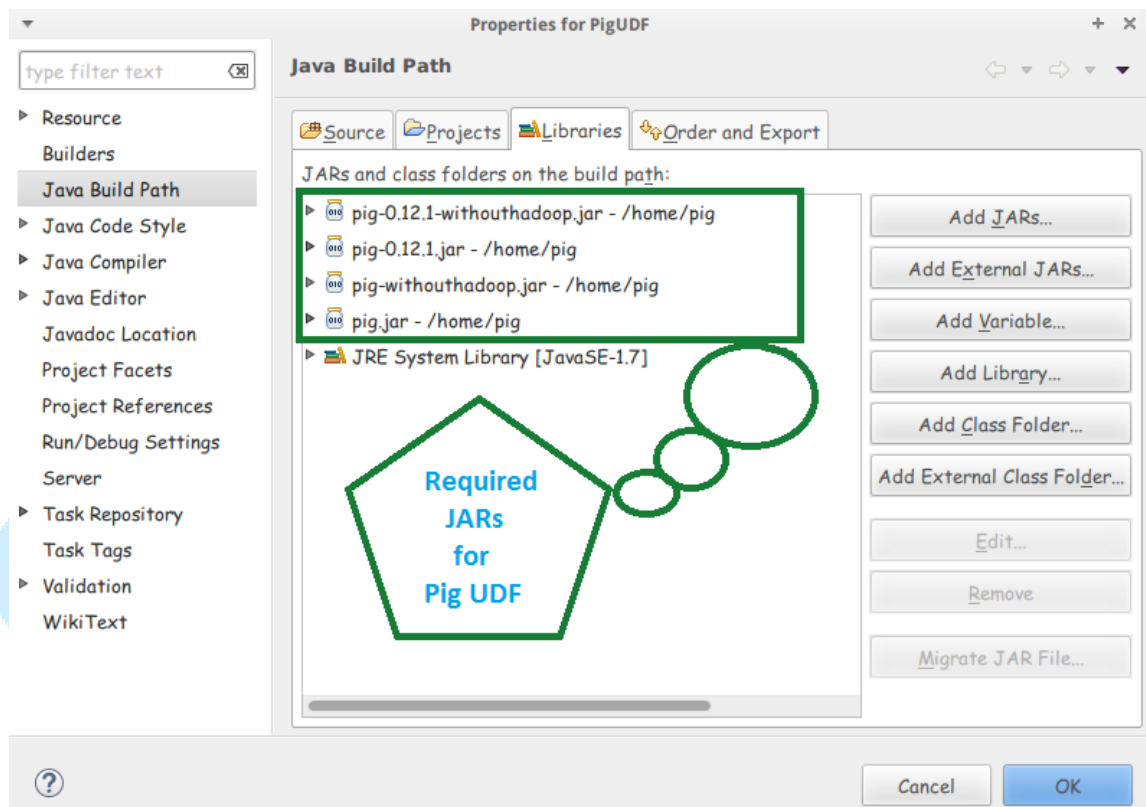 Properties for PigUDF
type filter text
Java Build Path
Resource
Builders
Java Build Path
Java Code Style
Java Compiler
Java Editor
Javadoc Location
Project Facets
Project References
Run/Debug Settings
Server
Task Repository
Task Tags
Validation
WikiText
Source
Projects
Libraries
Order and Export
JARs and class folders on the build path:
pig-0.12.1-withouthadoop.jar - /home/pig
pig-0.12.1.jar - /home/pig
pig-withouthadoop.jar - /home/pig
pig.jar - /home/pig
JRE System Library [JavaSE-1.7]
Required
JARs
for
Pig UDF
Add JARs...
Add External JARs...
Add Variable...
Add Library...
Add Class Folder...
Add External Class Folder...
Edit...
Remove
Migrate JAR File...
Cancel
OK